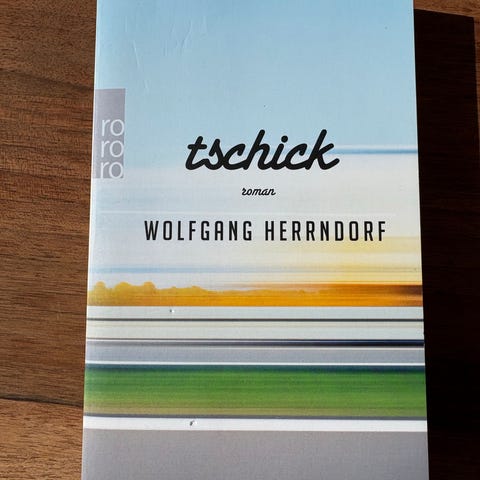 ro
ro
ro
tschick
roman
WOLFGANG HERRNDORF